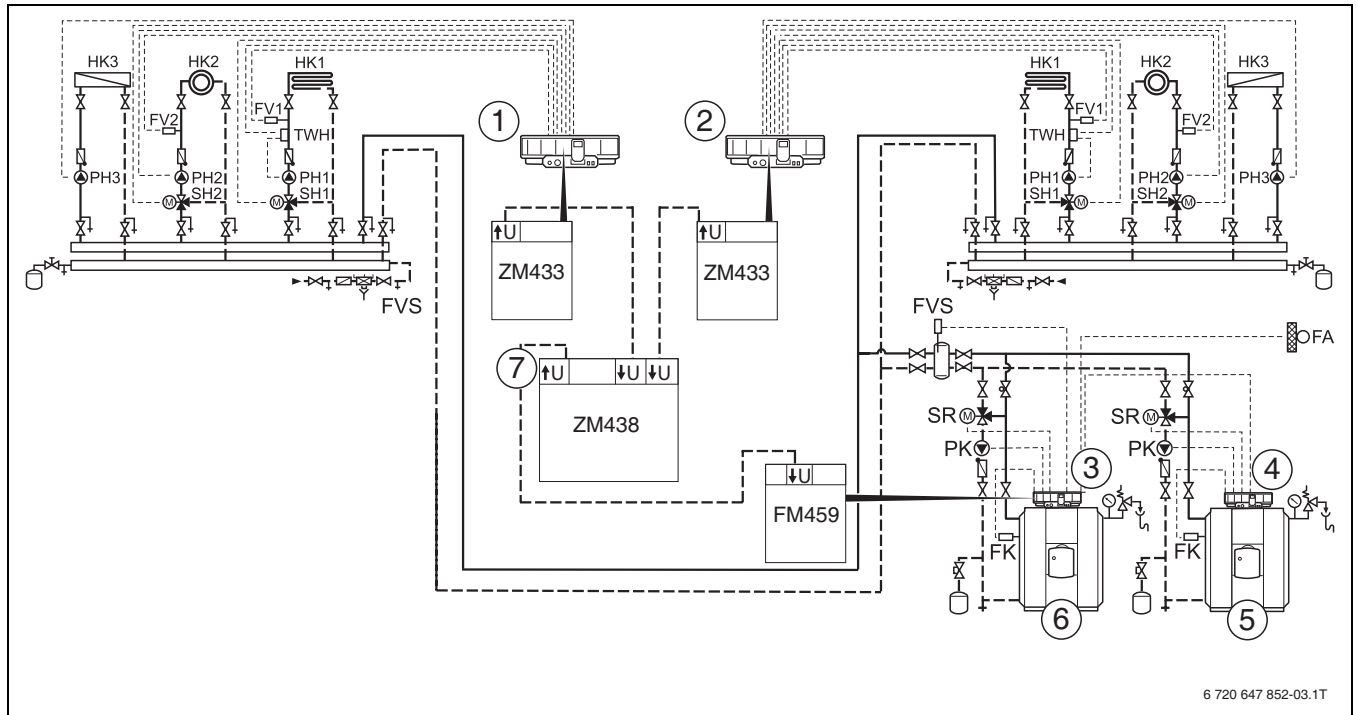 HK3
HK2
HK1
FV2
FV1
TWH
PH3
PH2
SH2
PH1
SH1
M
M
FVS
1
2
HK1
HK2
HK3
FV1
TWH
FV2
PH1
SH1
PH2
SH2
PH3
M
M
U
ZM433
U
ZM433
7
U
U
U
ZM438
U
FM459
FVS
FA
SR
M
PK
3
FK
6
SR
M
PK
4
FK
5
6 720 647 852-03.1T